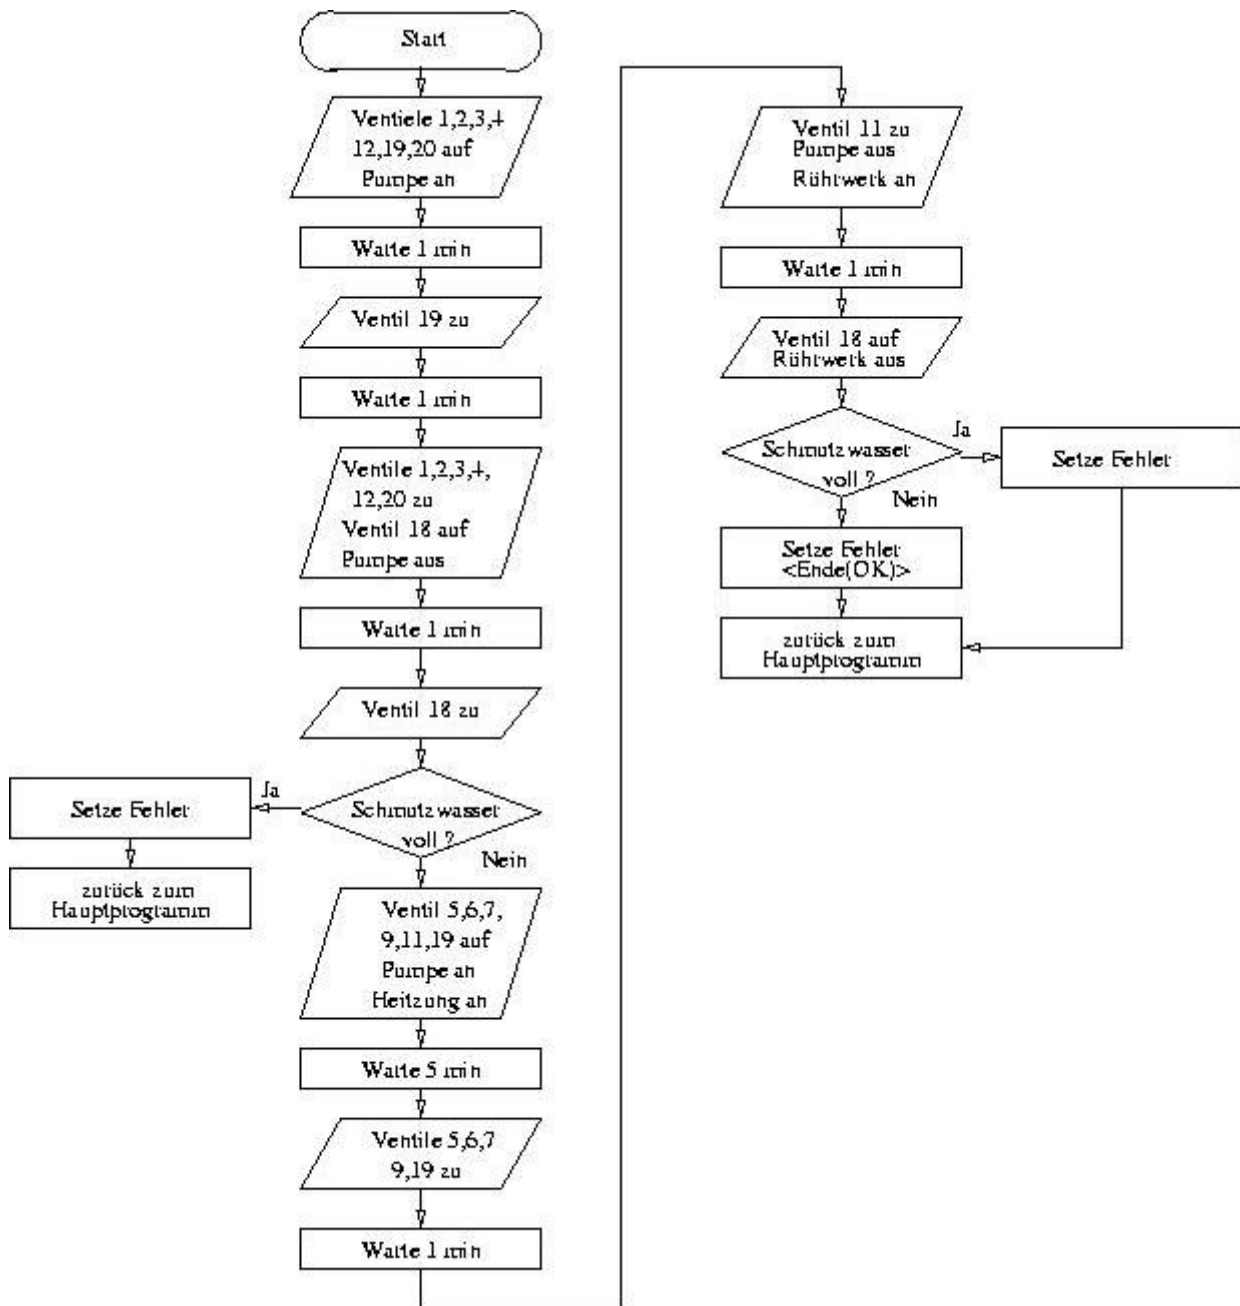 Start
Ventiele 1,2,3,4
12,19,20 auf
Pumpe an
Warte 1 min
Ventil 19 zu
Warte 1 min
Ventile 1,2,3,4,
12,20 zu
Ventil 18 auf
Pumpe aus
Warte 1 min
Ventil 18 zu
Schmutzwasser
voll ?
Ja
Nein
Setze Fehler
zurück zum
Hauptprogramm
Ventil 5,6,7,
9,11,19 auf
Pumpe an
Heitzung an
Warte 5 min
Ventile 5,6,7
9,19 zu
Warte 1 min
Ventil 11 zu
Pumpe aus
Rührwerk an
Warte 1 min
Ventil 18 auf
Rührwerk aus
Schmutzwasser
voll ?
Ja
Nein
Setze Fehler
Setze Fehler
<Ende(OK)>
zurück zum
Hauptprogramm